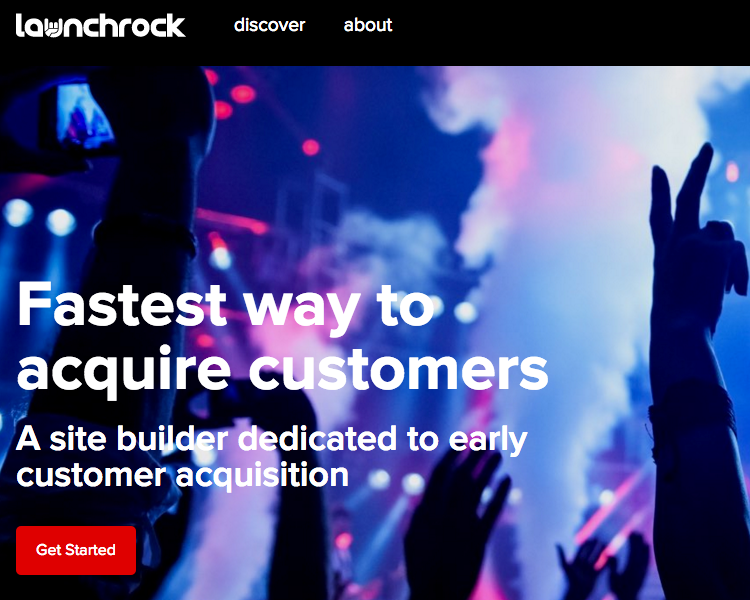 launchrock
discover
about
Fastest way to
acquire customers
A site builder dedicated to early
customer acquisition
Get Started